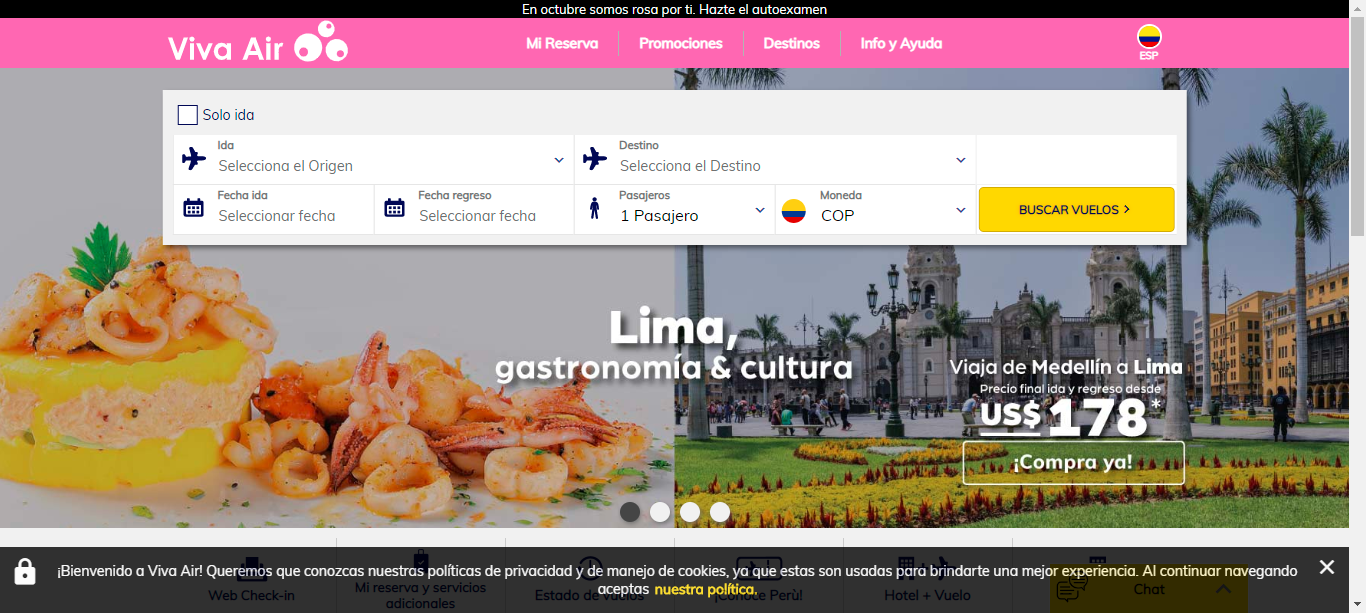 En octubre somos rosa por ti. Hazte el autoexamen
Viva Air
Mi Reserva
Promociones
Destinos
Info y Ayuda
ESP
Solo ida
Ida
Selecciona el Origen
Destino
Selecciona el Destino
Fecha ida
Seleccionar fecha
Fecha regreso
Seleccionar fecha
Pasajeros
1 Pasajero
Moneda
COP
BUSCAR VUELOS >
Lima,
gastronomía & cultura
Viaja de Medellín a Lima
Precio final ida y regreso desde
US$ 178*
¡Compra ya!
¡Bienvenido a Viva Air! Queremos que conozcas nuestras políticas de privacidad y de manejo de cookies, ya que estas son usadas para brindarte una mejor experiencia. Al continuar navegando
aceptas nuestra política.
Web Check-in
Mi reserva y servicios
adicionales
Estado de vuelos
¡Conoce Perú!
Hotel + Vuelo
Chat